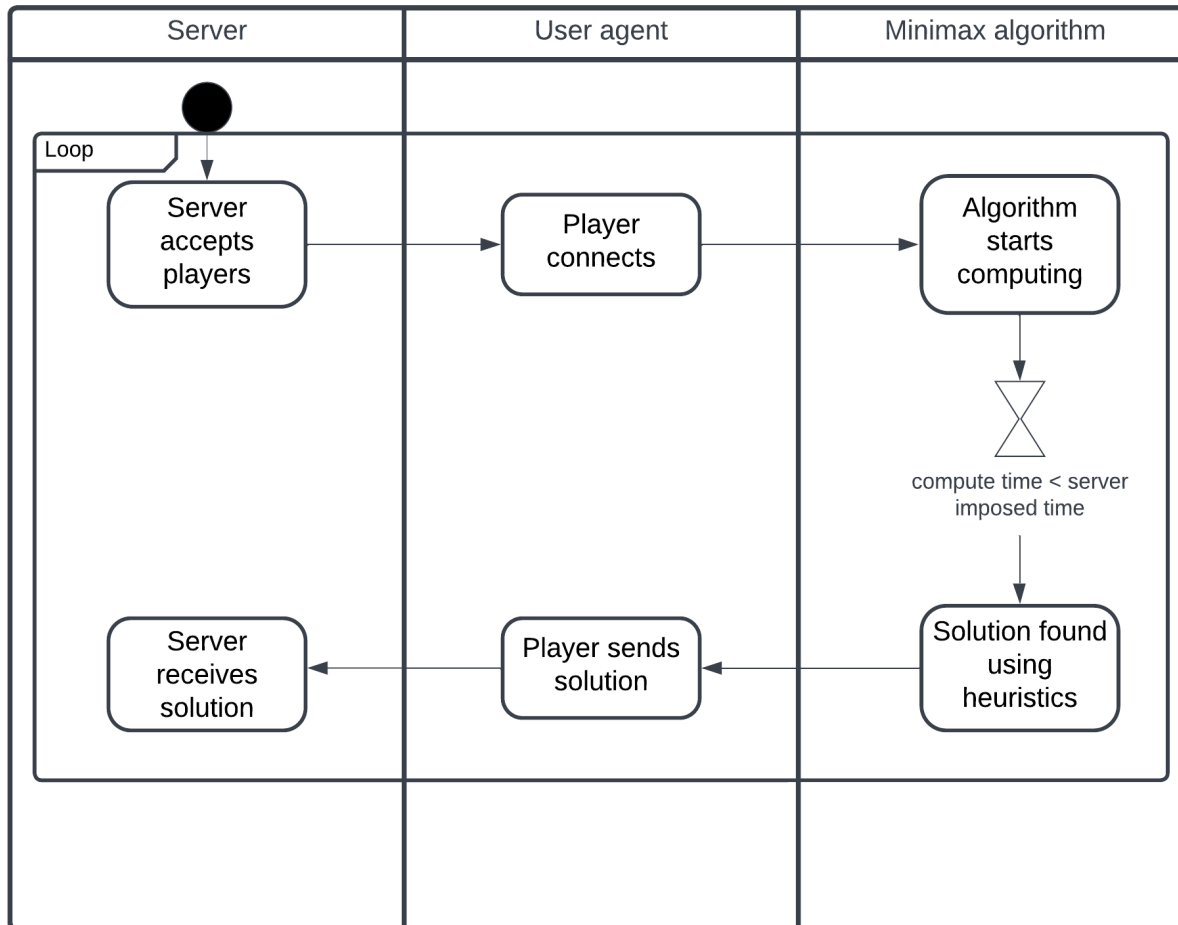 Server
User agent
Minimax algorithm
Loop
Server
accepts
players
Player
connects
Algorithm
starts
computing
compute time < server
imposed time
Solution found
using
heuristics
Player sends
solution
Server
receives
solution